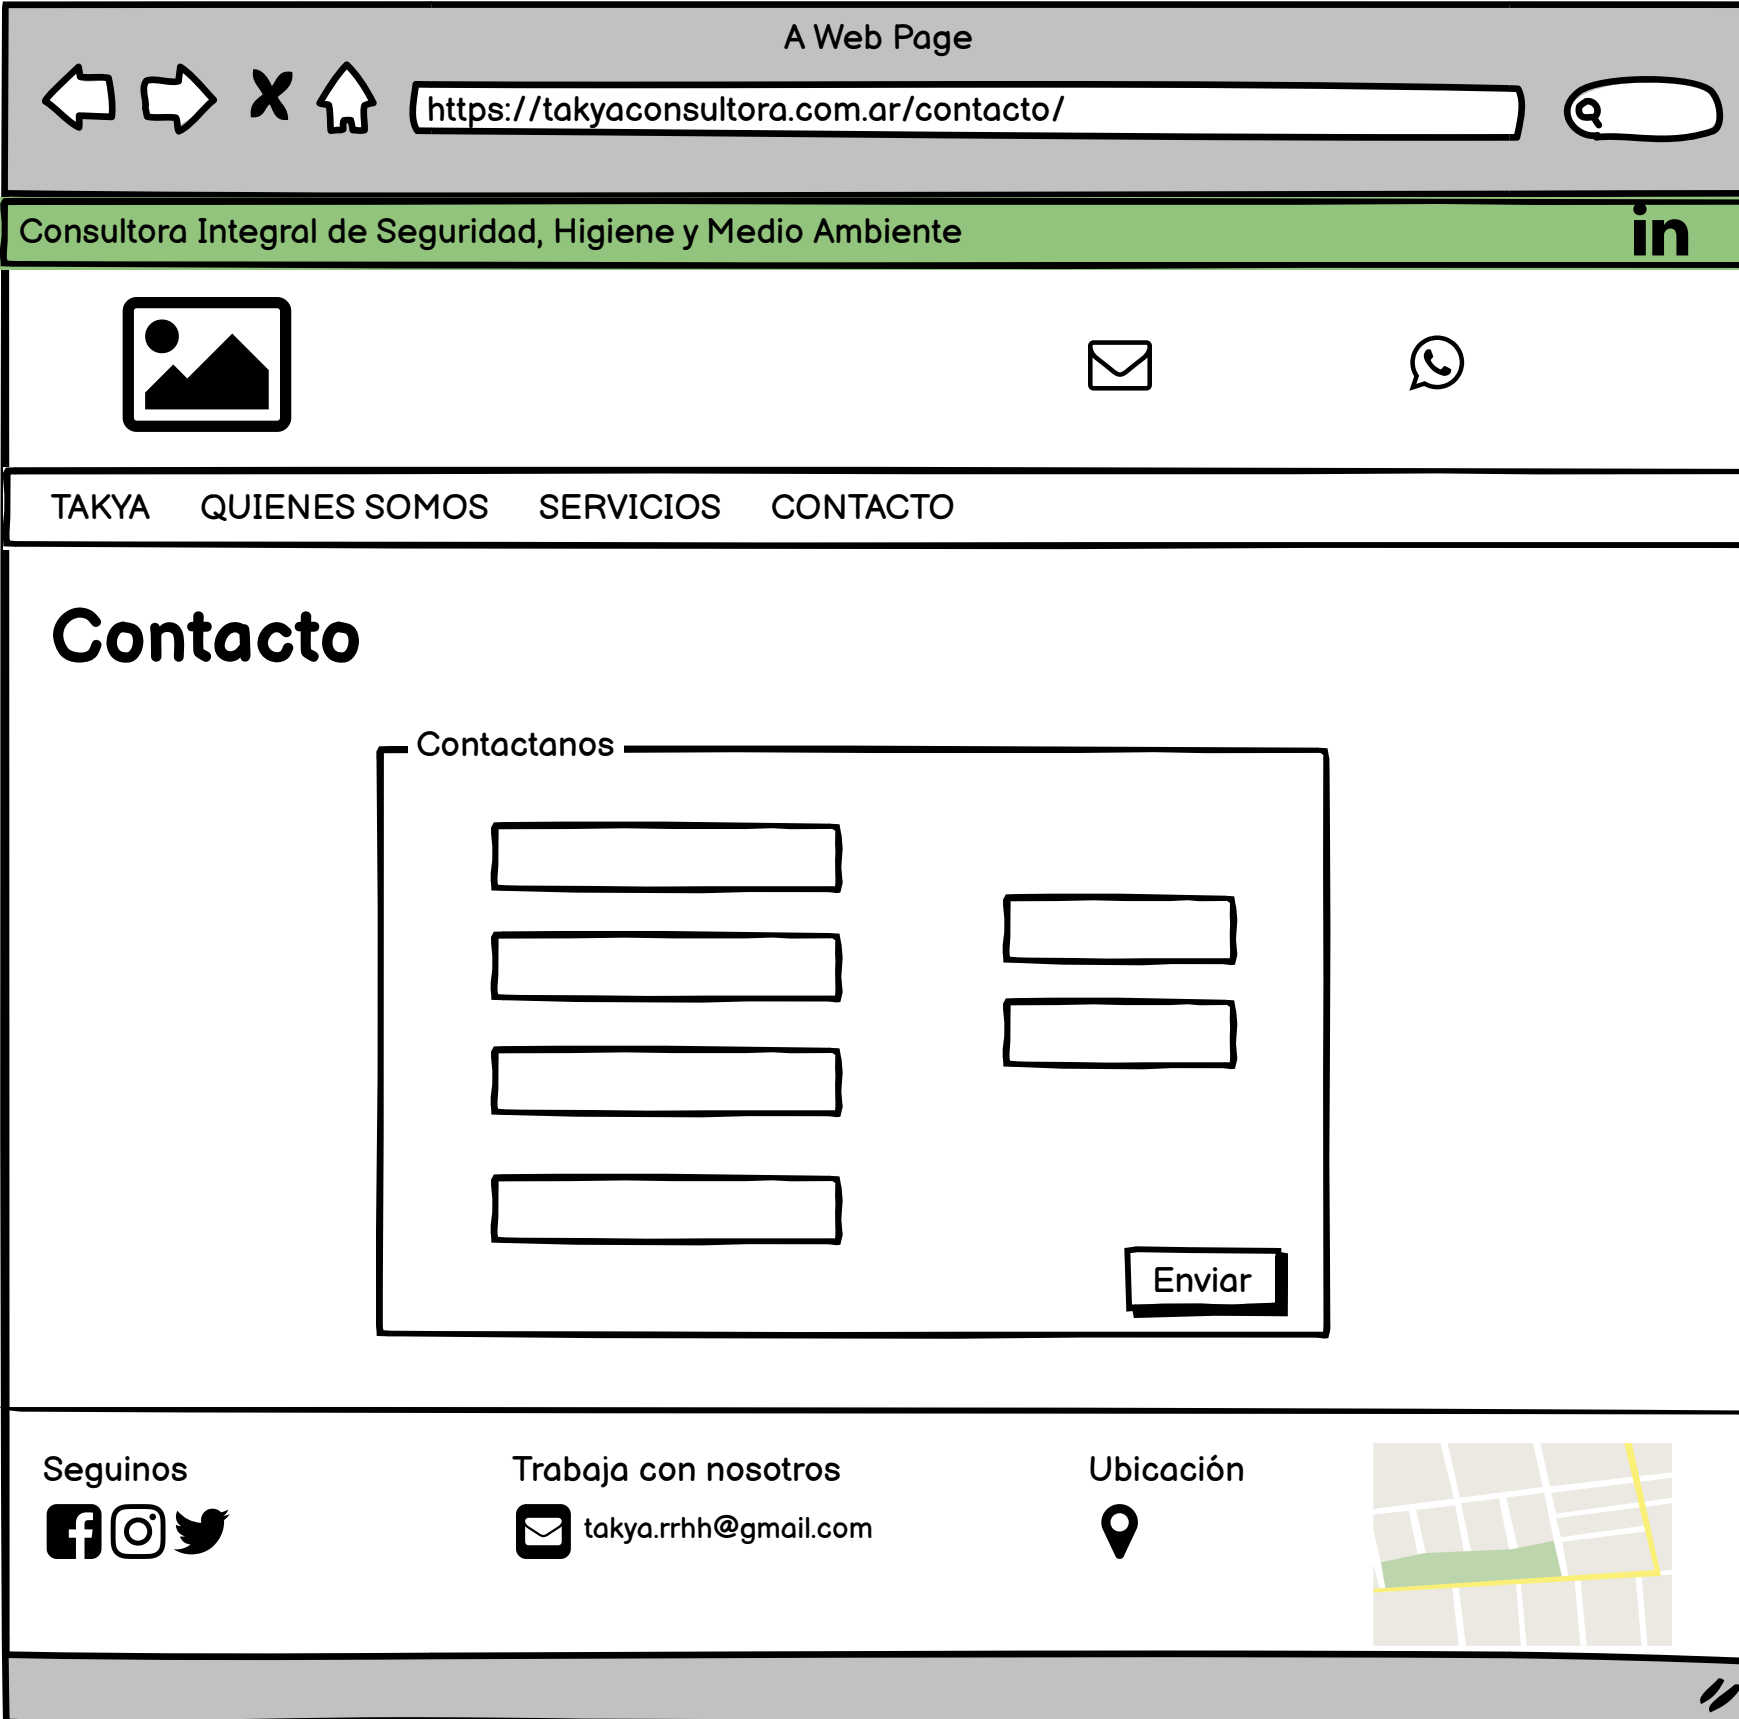 A Web Page
https://takyaconsultora.com.ar/contacto/
Consultora Integral de Seguridad, Higiene y Medio Ambiente
in
TAKYA QUIENES SOMOS SERVICIOS CONTACTO
Contacto
Contactanos
Enviar
Seguinos
Trabaja con nosotros
Ubicación
takya.rrhh@gmail.com